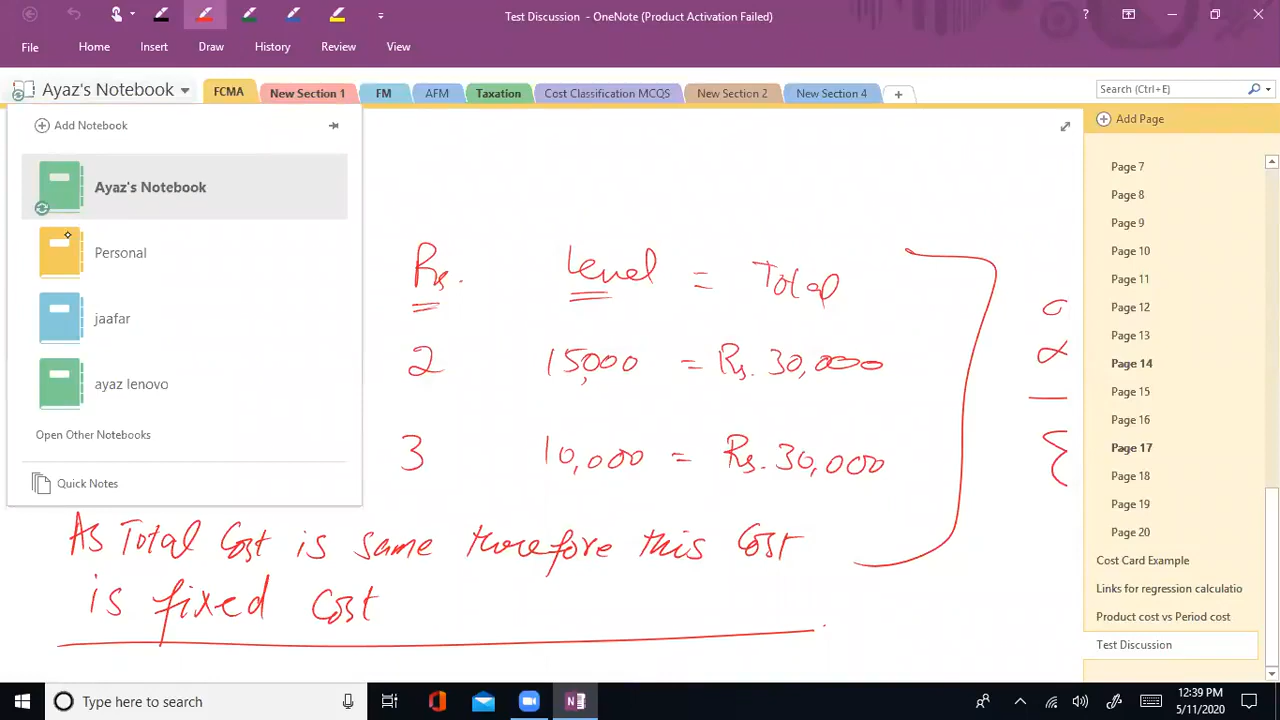 Test Discussion - OneNote (Product Activation Failed)
File Home Insert Draw History Review View
Ayaz's Notebook
FCMA New Section 1 FM AFM Taxation Cost Classification MCQS New Section 2 New Section 4
Search (Ctrl+E)
Add Notebook
Ayaz's Notebook
Personal
jaafar
ayaz lenovo
Open Other Notebooks
Quick Notes
Rs. Level = Total
2 15,000 = Rs. 30,000
3 10,000 = Rs. 30,000
As Total Cost is same therefore this Cost
is fixed Cost
Add Page
Page 7
Page 8
Page 9
Page 10
Page 11
Page 12
Page 13
Page 14
Page 15
Page 16
Page 17
Page 18
Page 19
Page 20
Cost Card Example
Links for regression calculatio
Product cost vs Period cost
Test Discussion
Type here to search
12:39 PM
5/11/2020